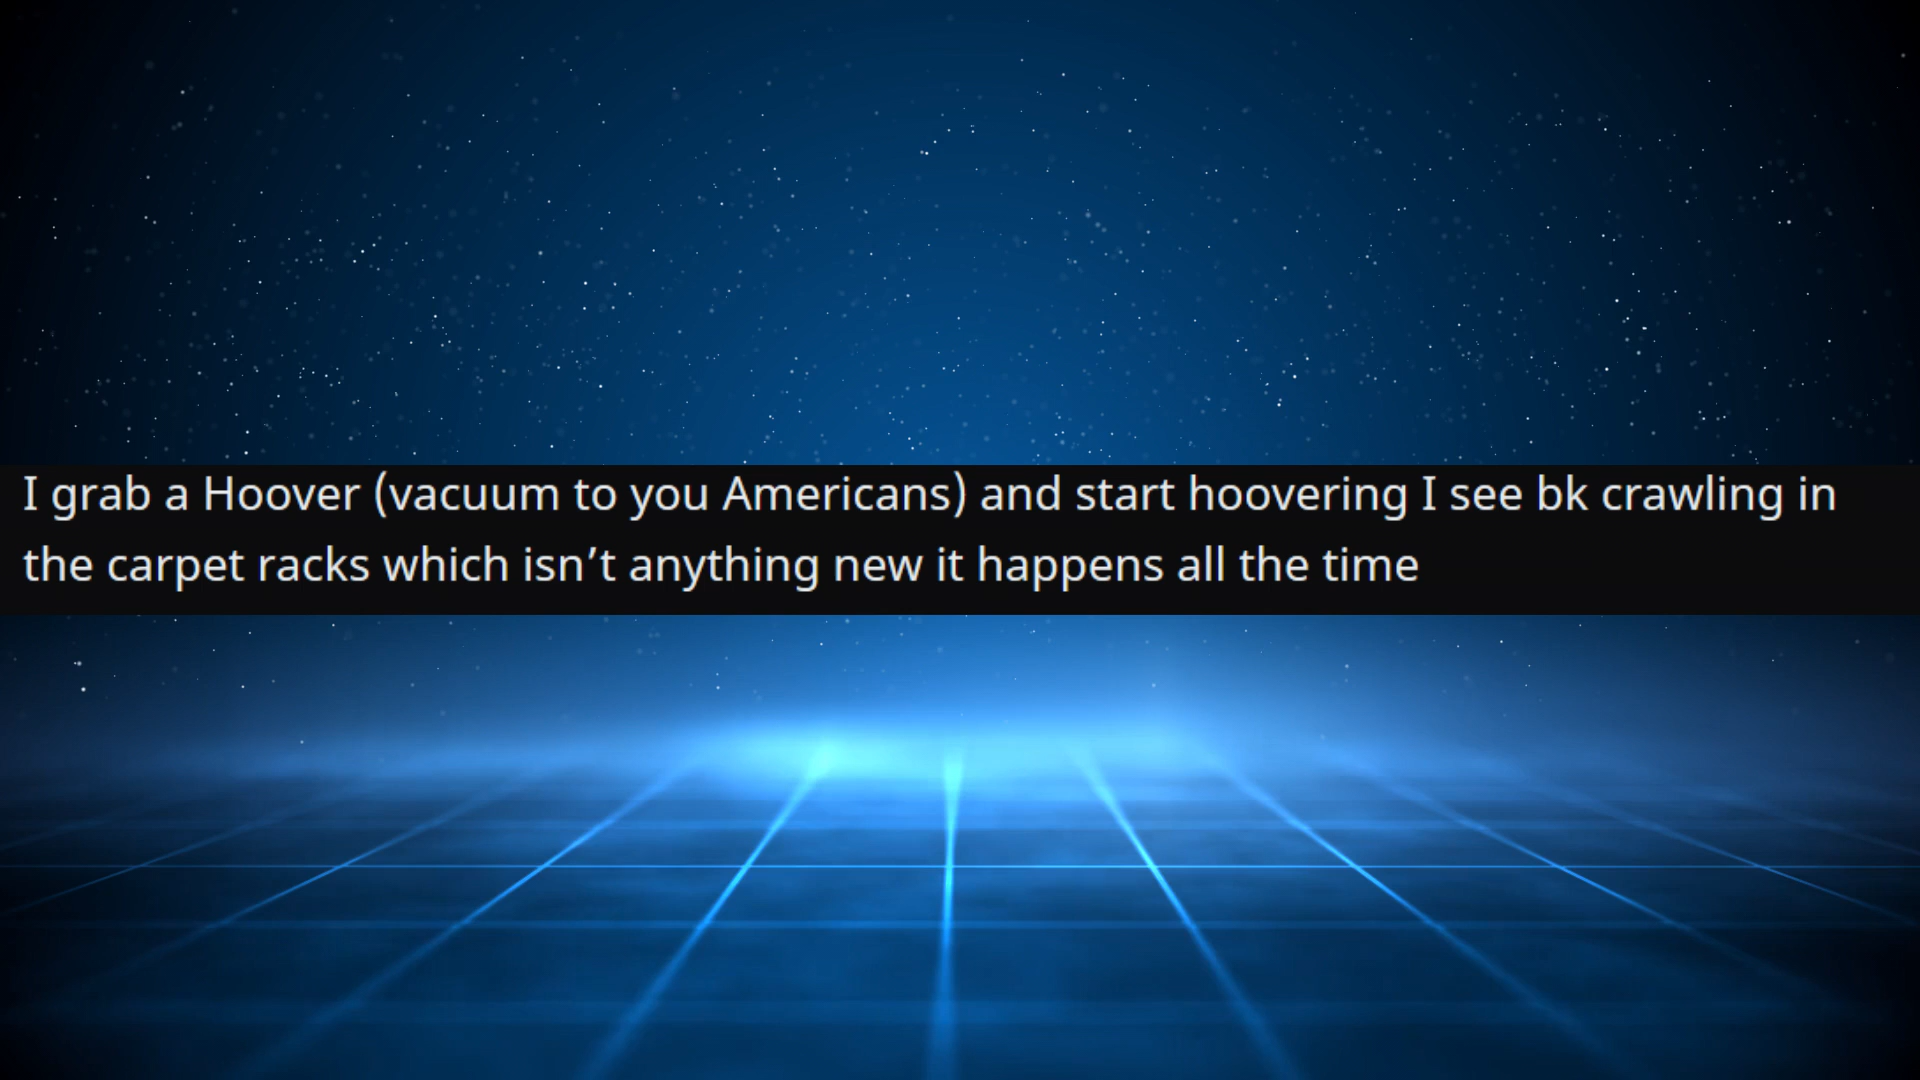 I grab a Hoover (vacuum to you Americans) and start hoovering I see bk crawling in
the carpet racks which isn’t anything new it happens all the time